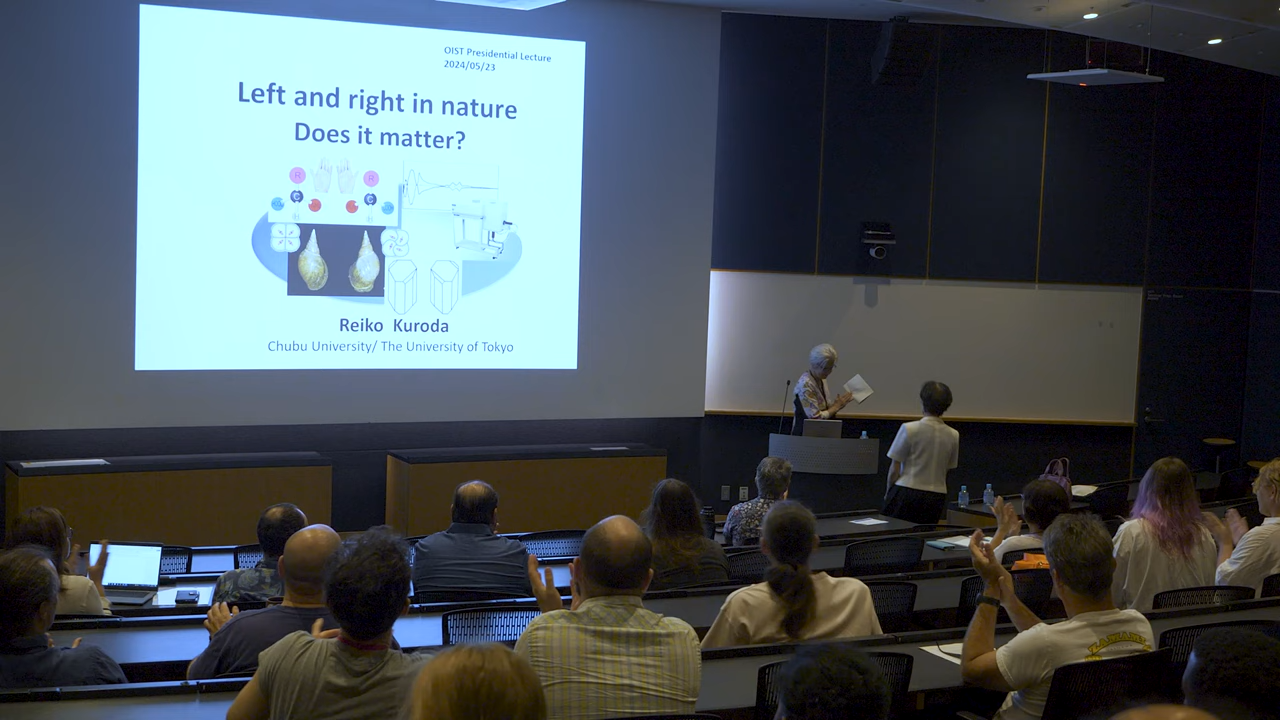 OIST Presidential Lecture
2024/05/23
Left and right in nature
Does it matter?
R R
C C
Reiko Kuroda
Chubu University/ The University of Tokyo